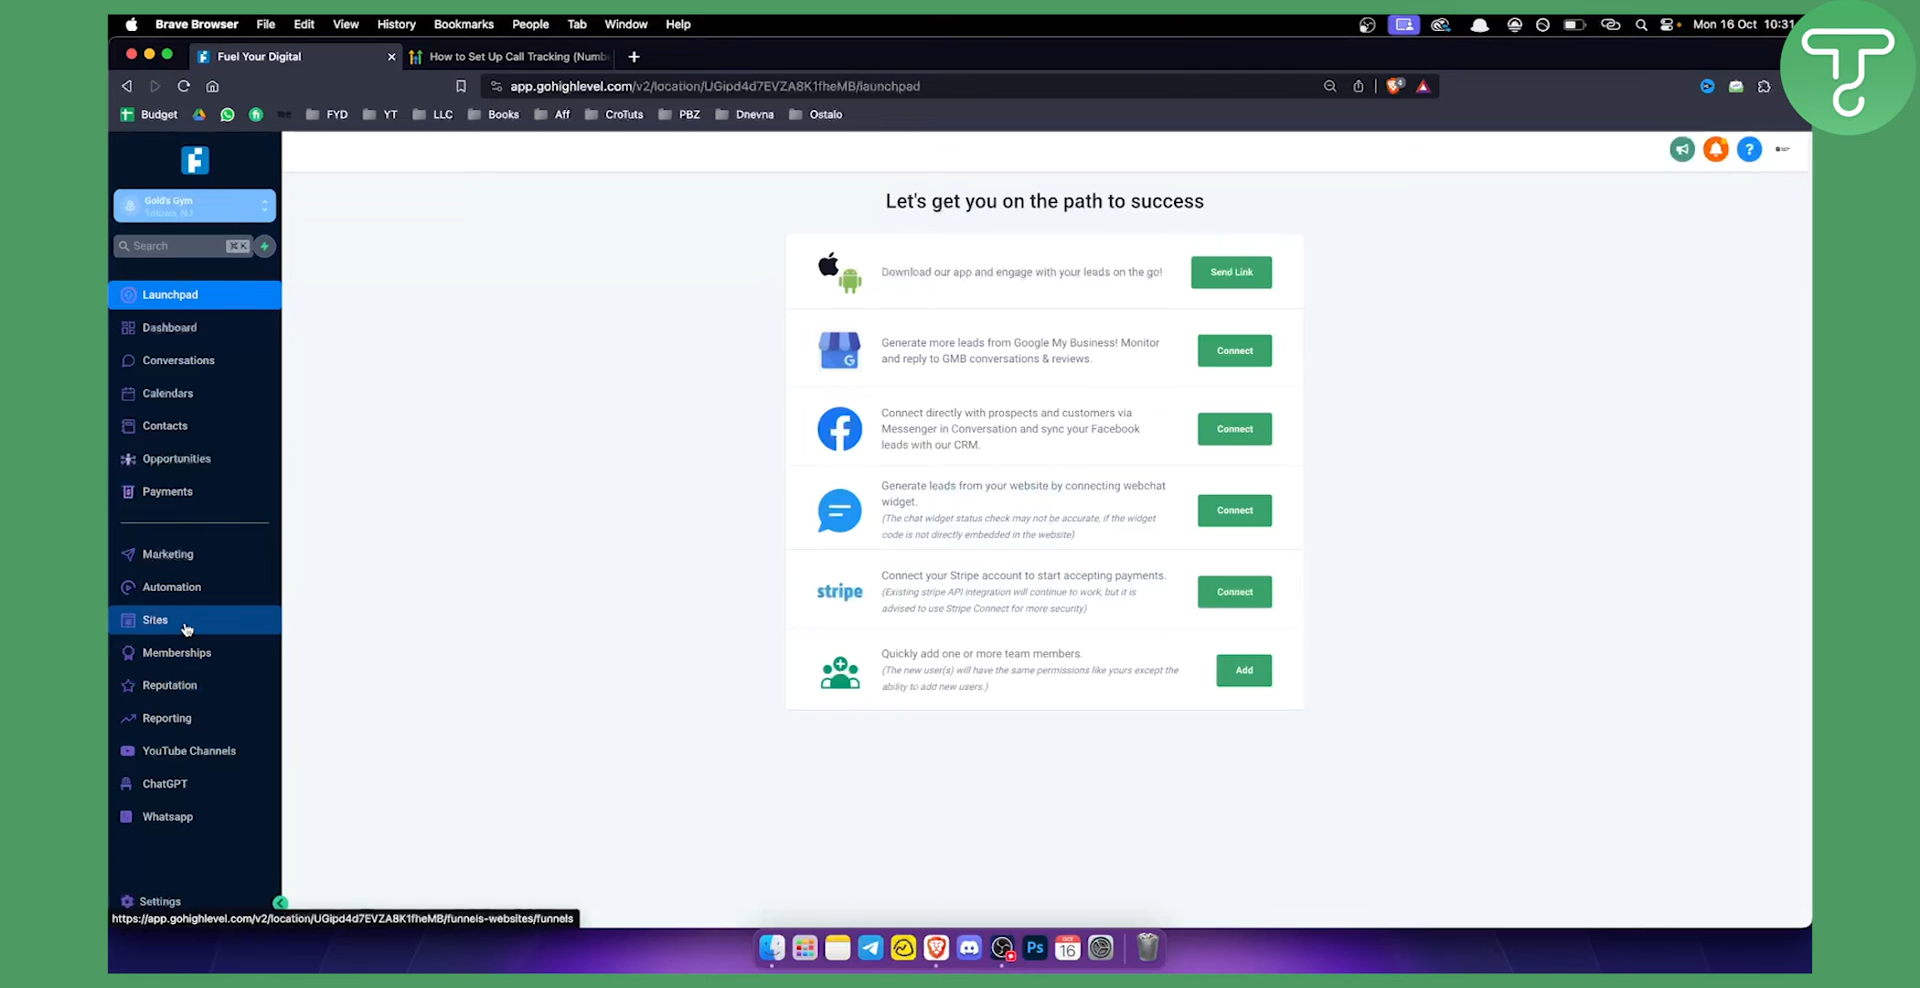 Brave Browser File Edit View History Bookmarks People Tab Window Help
Mon 16 Oct 10:31
Fuel Your Digital
How to Set Up Call Tracking (Numb
app.gohighlevel.com/v2/location/UGipd4d7EVZA8K1fheMB/launchpad
Budget FYD YT LLC Books Aff CroTuts PBZ Dnevna Ostalo
Gold's Gym
Totowa, NJ
Search ⌘ K
Launchpad
Dashboard
Conversations
Calendars
Contacts
Opportunities
Payments
Marketing
Automation
Sites
Memberships
Reputation
Reporting
YouTube Channels
ChatGPT
Whatsapp
Settings
https://app.gohighlevel.com/v2/location/UGipd4d7EVZA8K1fheMB/funnels-websites/funnels
Let's get you on the path to success
Download our app and engage with your leads on the go!
Send Link
Generate more leads from Google My Business! Monitor
and reply to GMB conversations & reviews.
Connect
Connect directly with prospects and customers via
Messenger in Conversation and sync your Facebook
leads with our CRM.
Connect
Generate leads from your website by connecting webchat
widget.
(The chat widget status check may not be accurate, if the widget
code is not directly embedded in the website)
Connect
stripe
Connect your Stripe account to start accepting payments.
(Existing stripe API integration will continue to work, but it is
advised to use Stripe Connect for more security)
Connect
Quickly add one or more team members.
(The new user(s) will have the same permissions like yours except the
ability to add new users.)
Add
Ps
OCT
16